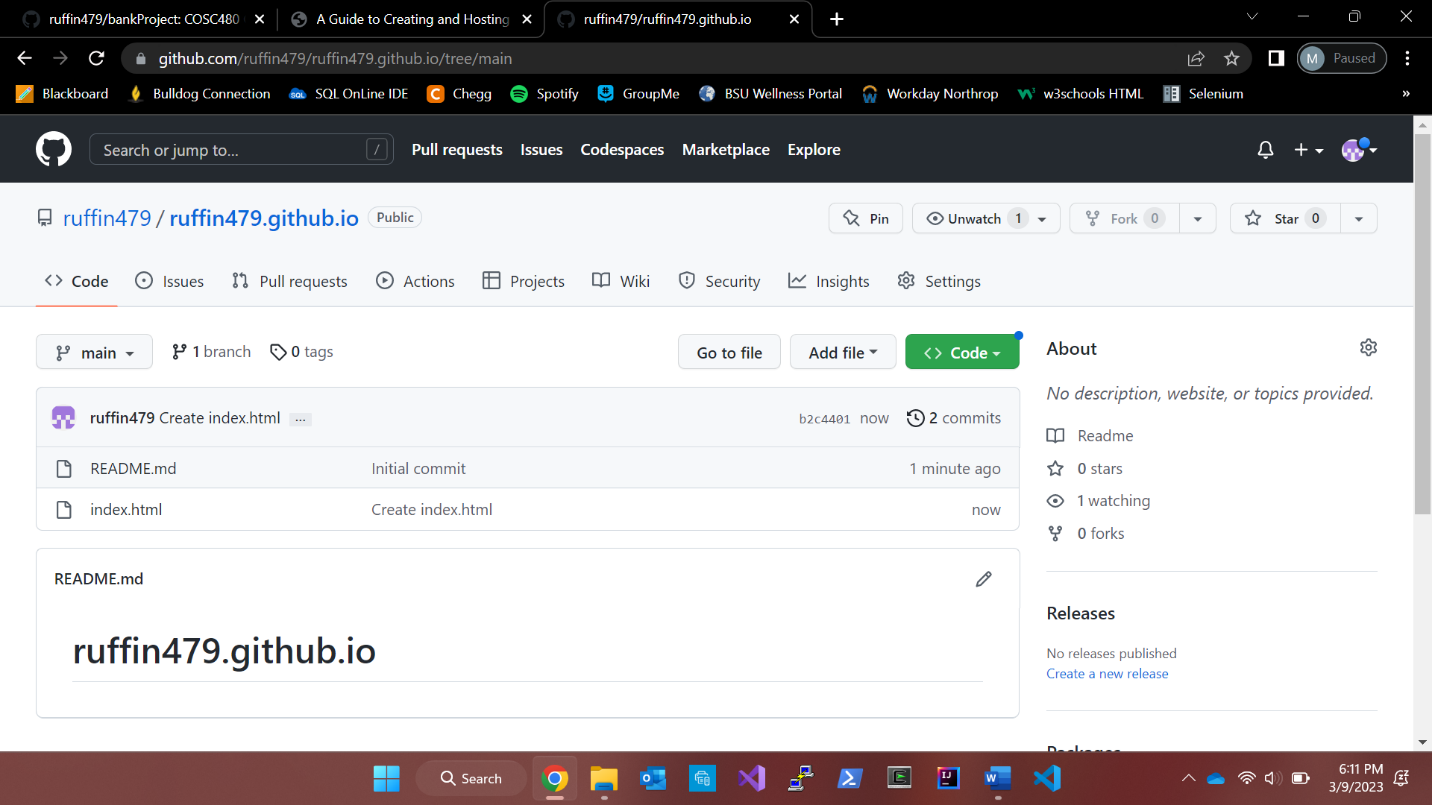 ruffin479/bankProject: COSC480
A Guide to Creating and Hosting
ruffin479/ruffin479.github.io
github.com/ruffin479/ruffin479.github.io/tree/main
M Paused
Blackboard Bulldog Connection SQL OnLine IDE Chegg Spotify GroupMe BSU Wellness Portal Workday Northrop w3schools HTML Selenium »
Search or jump to... / Pull requests Issues Codespaces Marketplace Explore
ruffin479 / ruffin479.github.io Public
Pin Unwatch 1 Fork 0 Star 0
Code Issues Pull requests Actions Projects Wiki Security Insights Settings
main 1 branch 0 tags Go to file Add file Code
ruffin479 Create index.html ... b2c4401 now 2 commits
README.md Initial commit 1 minute ago
index.html Create index.html now
README.md
ruffin479.github.io
About
No description, website, or topics provided.
Readme
0 stars
1 watching
0 forks
Releases
No releases published
Create a new release
Packages
Search
6:11 PM
3/9/2023